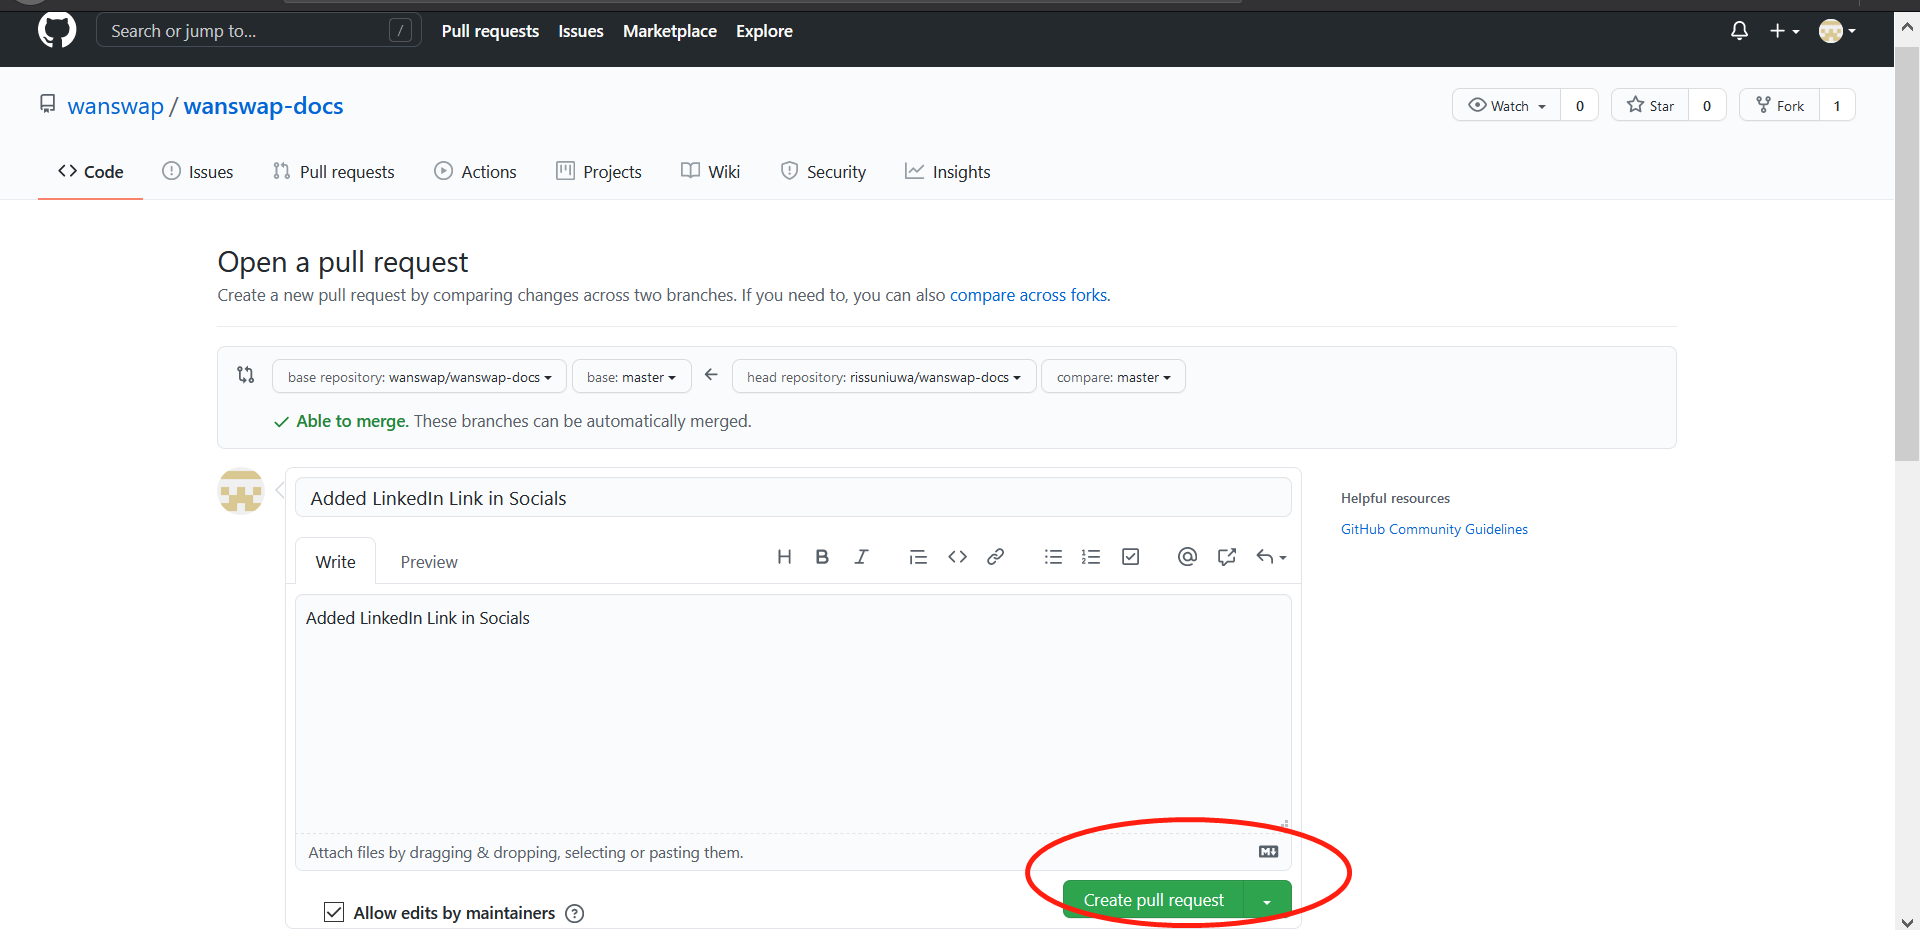 Search or jump to... /
Pull requests Issues Marketplace Explore
wanswap / wanswap-docs
Watch 0 Star 0 Fork 1
Code Issues Pull requests Actions Projects Wiki Security Insights
Open a pull request
Create a new pull request by comparing changes across two branches. If you need to, you can also compare across forks.
base repository: wanswap/wanswap-docs base: master ← head repository: rissuniuwa/wanswap-docs compare: master
Able to merge. These branches can be automatically merged.
Added LinkedIn Link in Socials
Helpful resources
GitHub Community Guidelines
Write Preview
Added LinkedIn Link in Socials
Attach files by dragging & dropping, selecting or pasting them.
Create pull request
Allow edits by maintainers